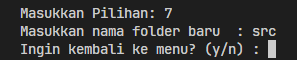 Masukkan Pilihan: 7
Masukkan nama folder baru  : src
Ingin kembali ke menu? (y/n) :